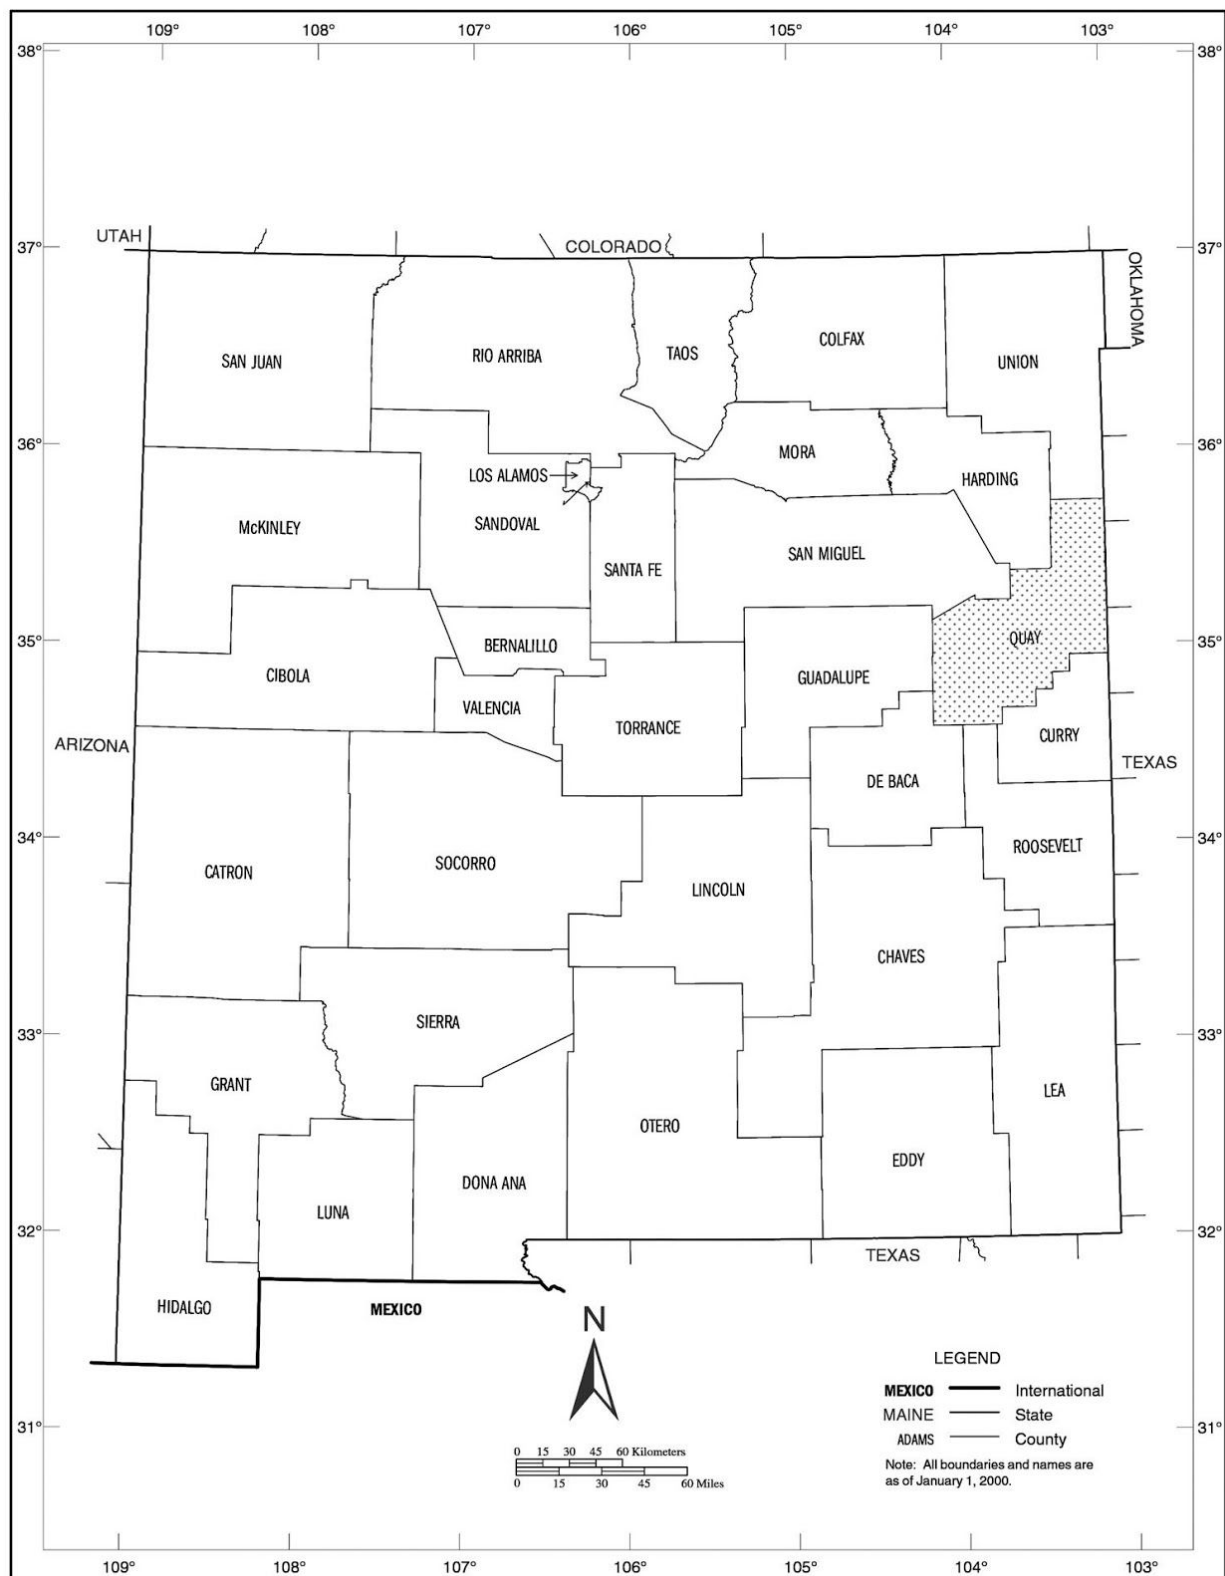 109° 108° 107° 106° 105° 104° 103°
38° 38°
UTAH COLORADO
37° 37°
OKLAHOMA
SAN JUAN RIO ARRIBA TAOS COLFAX UNION
36° 36°
MORA
LOS ALAMOS HARDING
McKINLEY SANDOVAL
SANTA FE SAN MIGUEL
35° 35°
BERNALILLO QUAY
CIBOLA GUADALUPE
VALENCIA
TORRANCE CURRY
ARIZONA TEXAS
DE BACA
34° 34°
CATRON SOCORRO LINCOLN ROOSEVELT
CHAVES
33° 33°
SIERRA
GRANT LEA
OTERO
EDDY
DONA ANA
LUNA
32° 32°
TEXAS
HIDALGO MEXICO
N
LEGEND
MEXICO International
MAINE State
ADAMS County
31° 31°
0 15 30 45 60 Kilometers
0 15 30 45 60 Miles
Note: All boundaries and names are
as of January 1, 2000.
109° 108° 107° 106° 105° 104° 103°